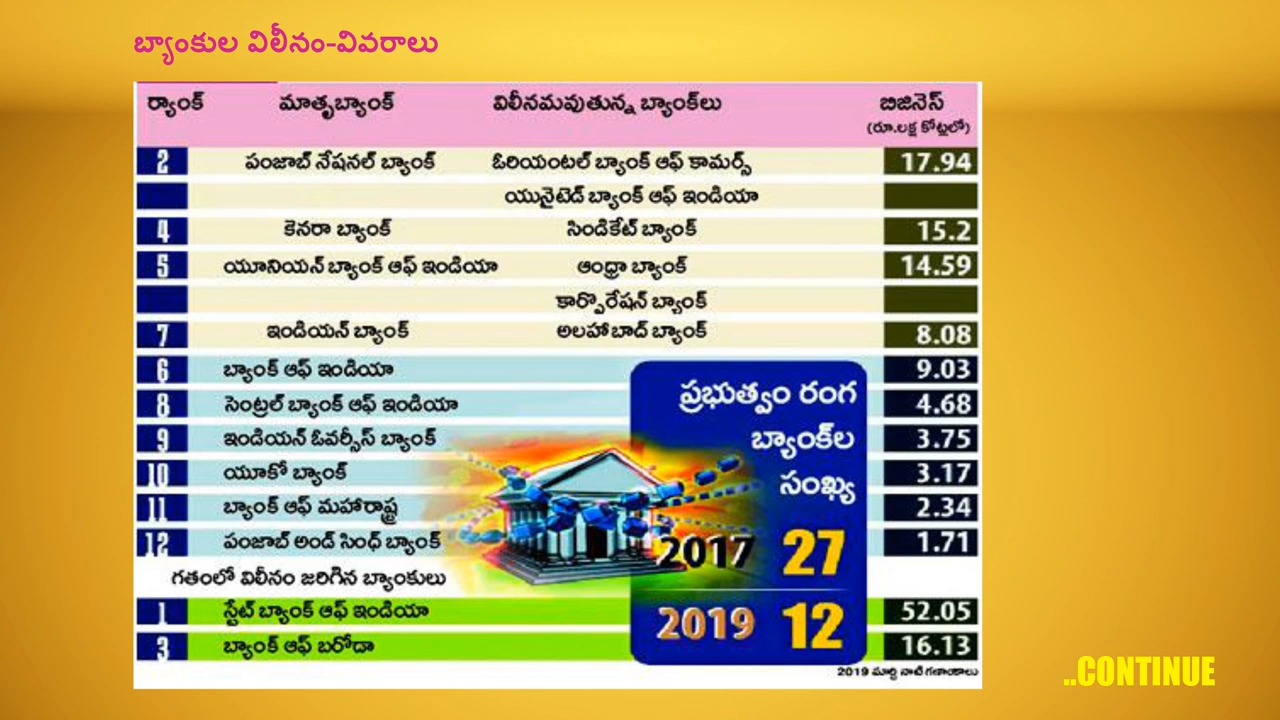 బ్యాంకుల విలీనం-వివరాలు
ర్యాంక్ మాతృబ్యాంక్ విలీనమవుతున్న బ్యాంక్‌లు బిజినెస్
(రూ.లక్ష కోట్లలో)
2 పంజాబ్ నేషనల్ బ్యాంక్ ఓరియంటల్ బ్యాంక్ ఆఫ్ కామర్స్ 17.94
యునైటెడ్ బ్యాంక్ ఆఫ్ ఇండియా
4 కెనరా బ్యాంక్ సిండికేట్ బ్యాంక్ 15.2
5 యూనియన్ బ్యాంక్ ఆఫ్ ఇండియా ఆంధ్రా బ్యాంక్ 14.59
కార్పొరేషన్ బ్యాంక్
7 ఇండియన్ బ్యాంక్ అలహాబాద్ బ్యాంక్ 8.08
6 బ్యాంక్ ఆఫ్ ఇండియా 9.03
8 సెంట్రల్ బ్యాంక్ ఆఫ్ ఇండియా 4.68
9 ఇండియన్ ఓవర్సీస్ బ్యాంక్ 3.75
10 యూకో బ్యాంక్ 3.17
11 బ్యాంక్ ఆఫ్ మహారాష్ట్ర 2.34
12 పంజాబ్ అండ్ సింధ్ బ్యాంక్ 1.71
గతంలో విలీనం జరిగిన బ్యాంకులు
1 స్టేట్ బ్యాంక్ ఆఫ్ ఇండియా 52.05
3 బ్యాంక్ ఆఫ్ బరోడా 16.13
ప్రభుత్వం రంగ
బ్యాంక్‌ల
సంఖ్య
2017 27
2019 12
2019 మార్చి నాటి గణాంకాలు
..CONTINUE